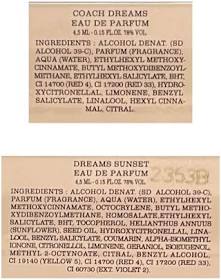 COACH DREAMS
EAU DE PARFUM
4.5 ML - 0.15 FL.OZ. 78% VOL.
INGREDIENTS : ALCOHOL DENAT. (SD
ALCOHOL 39-C), PARFUM (FRAGRANCE),
AQUA (WATER), ETHYLHEXYL METHOXY-
CINNAMATE, BUTYL METHOXYDIBENZOYL-
METHANE, ETHYLHEXYL SALICYLATE, BHT,
CI 14700 (RED 4), CI 17200 (RED 33), HYDRO-
XYCITRONELLAL, LIMONENE, BENZYL
SALICYLATE, LINALOOL, HEXYL CINNA-
MAL, CITRAL.
DREAMS SUNSET
EAU DE PARFUM
4.5 ML - 0.15 FL.OZ. 78% VOL.
2353B
INGREDIENTS : ALCOHOL DENAT. (SD ALCOHOL
39-C), PARFUM (FRAGRANCE), AQUA (WATER), ETHYLHEXYL
METHOXYCINNAMATE, OCTOCRYLENE, BUTYL METHO-
XYDIBENZOYLMETHANE, HOMOSALATE, ETHYLHEXYL
SALICYLATE, BHT, TOCOPHEROL, HELIANTHUS ANNUUS
(SUNFLOWER) SEED OIL, HYDROXYCITRONELLAL, LINA-
LOOL, BENZYL SALICYLATE, COUMARIN, ALPHA-ISOMETHYL
IONONE, CITRONELLOL, LIMONENE, GERANIOL, ISOEUGENOL,
METHYL 2-OCTYNOATE, CITRAL, BENZYL ALCOHOL,
CI 19140 (YELLOW 5), CI 14700 (RED 4), CI 17200 (RED 33),
CI 60730 (EXT. VIOLET 2).